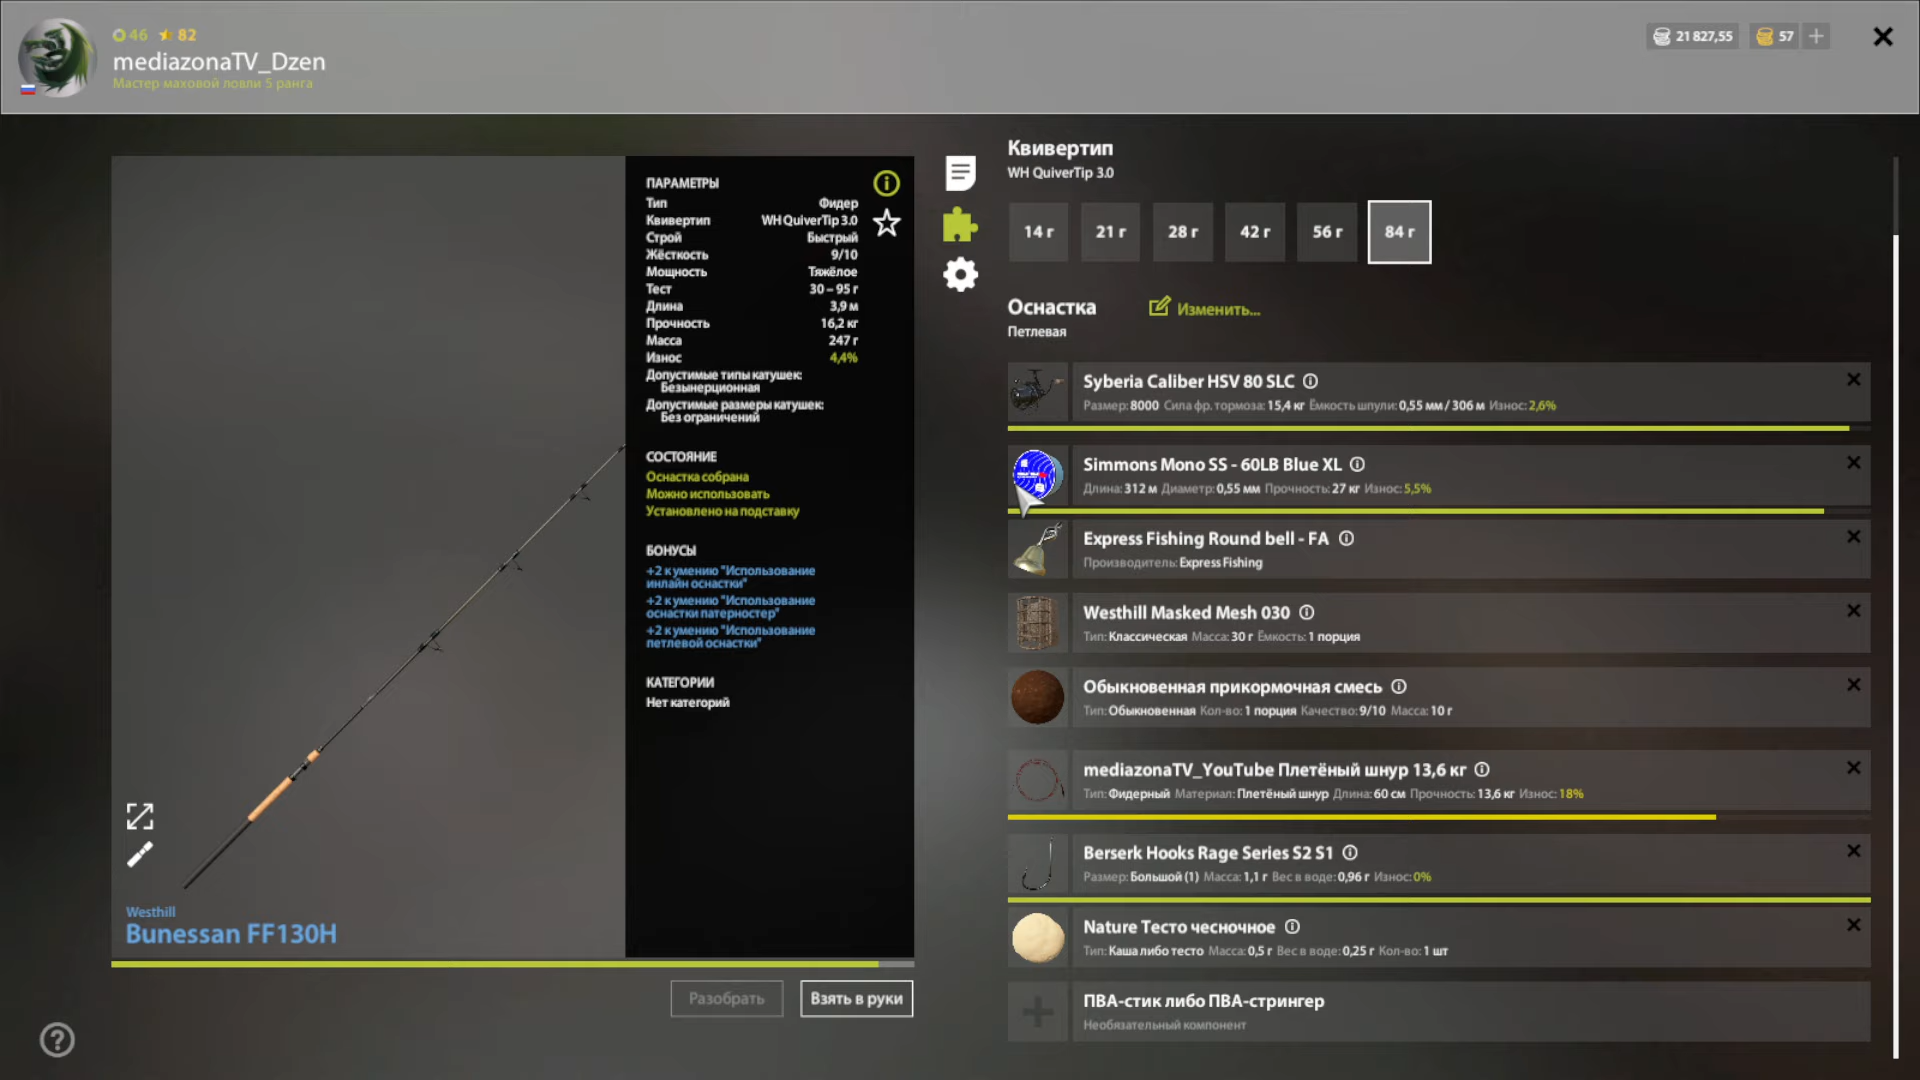 46 82
mediazonaTV_Dzen
Мастер маховой ловли 5 ранга
21 827,55
57
ПАРАМЕТРЫ
Тип Фидер
Квивертип WH QuiverTip 3.0
Строй Быстрый
Жёсткость 9/10
Мощность Тяжёлое
Тест 30 – 95 г
Длина 3,9 м
Прочность 16,2 кг
Масса 247 г
Износ 4,4%
Допустимые типы катушек:
Безынерционная
Допустимые размеры катушек:
Без ограничений
СОСТОЯНИЕ
Оснастка собрана
Можно использовать
Установлено на подставку
БОНУСЫ
+2 к умению "Использование
инлайн оснастки"
+2 к умению "Использование
оснастки патерностер"
+2 к умению "Использование
петлевой оснастки"
КАТЕГОРИИ
Нет категорий
Westhill
Bunessan FF130H
Разобрать
Взять в руки
?
Квивертип
WH QuiverTip 3.0
14 г 21 г 28 г 42 г 56 г 84 г
Оснастка Изменить...
Петлевая
Syberia Caliber HSV 80 SLC
Размер: 8000 Сила фр. тормоза: 15,4 кг Ёмкость шпули: 0,55 мм / 306 м Износ: 2,6%
Simmons Mono SS - 60LB Blue XL
Длина: 312 м Диаметр: 0,55 мм Прочность: 27 кг Износ: 5,5%
Express Fishing Round bell - FA
Производитель: Express Fishing
Westhill Masked Mesh 030
Тип: Классическая Масса: 30 г Ёмкость: 1 порция
Обыкновенная прикормочная смесь
Тип: Обыкновенная Кол-во: 1 порция Качество: 9/10 Масса: 10 г
mediazonaTV_YouTube Плетёный шнур 13,6 кг
Тип: Фидерный Материал: Плетёный шнур Длина: 60 см Прочность: 13,6 кг Износ: 18%
Berserk Hooks Rage Series S2 S1
Размер: Большой (1) Масса: 1,1 г Вес в воде: 0,96 г Износ: 0%
Nature Тесто чесночное
Тип: Каша либо тесто Масса: 0,5 г Вес в воде: 0,25 г Кол-во: 1 шт
ПВА-стик либо ПВА-стрингер
Необязательный компонент